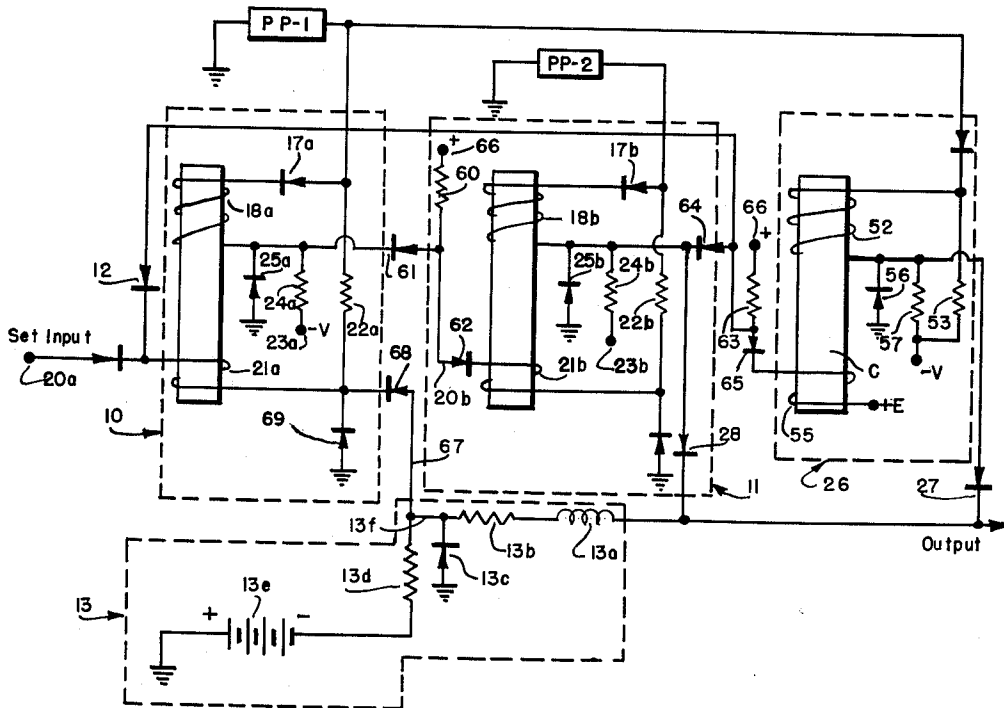 PP-1
PP-2
66
+
17a
17b
60
18a
18b
64
66
+
52
12
25a
61
25b
24b
56
24a
22a
62
22b
63
57
53
Set Input
-V
23a
68
23b
65
-V
20a
21a
20b
21b
C
69
28
+E
10
67
55
11
26
27
13f
13b
13a
Output
13c
13d
13
13e
+
-